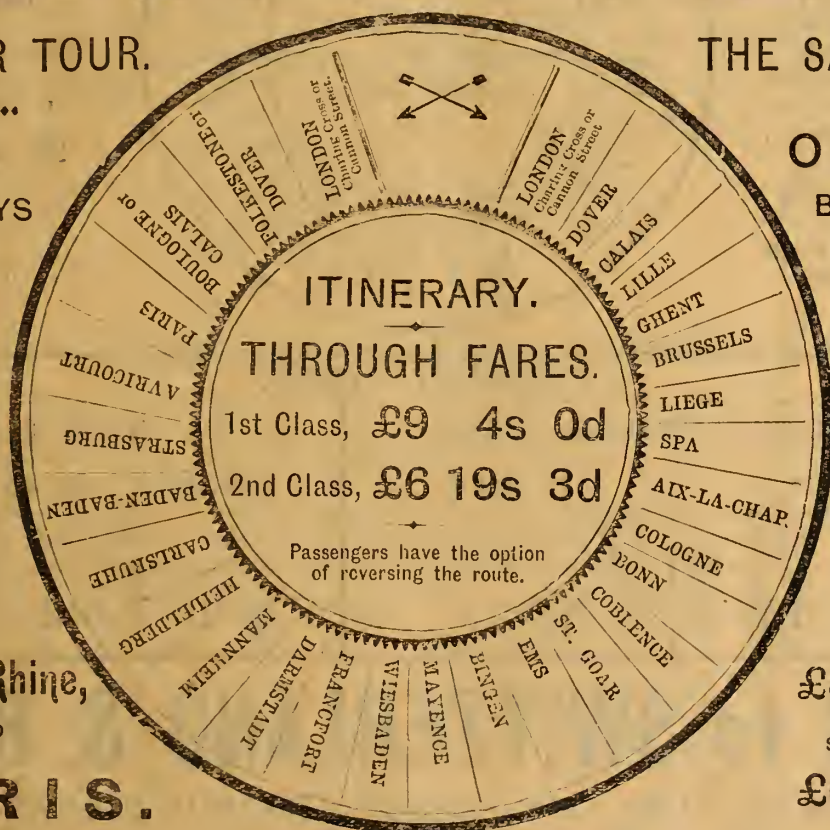 R TOUR.
THE SA
O
YS
B
LONDON
Charing Cross or
Cannon Street
DOVER
CALAIS
LILLE
GHENT
BRUSSELS
LIEGE
SPA
AIX-LA-CHAP.
COLOGNE
BONN
COBLENCE
ST. GOAR
EMS
BINGEN
MAYENCE
WIESBADEN
FRANCFORT
DARMSTADT
MANNHEIM
HEIDELBERG
CARLSRUHE
BADEN-BADEN
STRASBURG
AVRICOURT
PARIS
BOULOGNE or
CALAIS
FOLKESTONE or
DOVER
LONDON
Charing Cross or
Cannon Street.
ITINERARY.
THROUGH FARES.
1st Class, £9 4s 0d
2nd Class, £6 19s 3d
Passengers have the option
of reversing the route.
Rhine,
£
RIS.
£